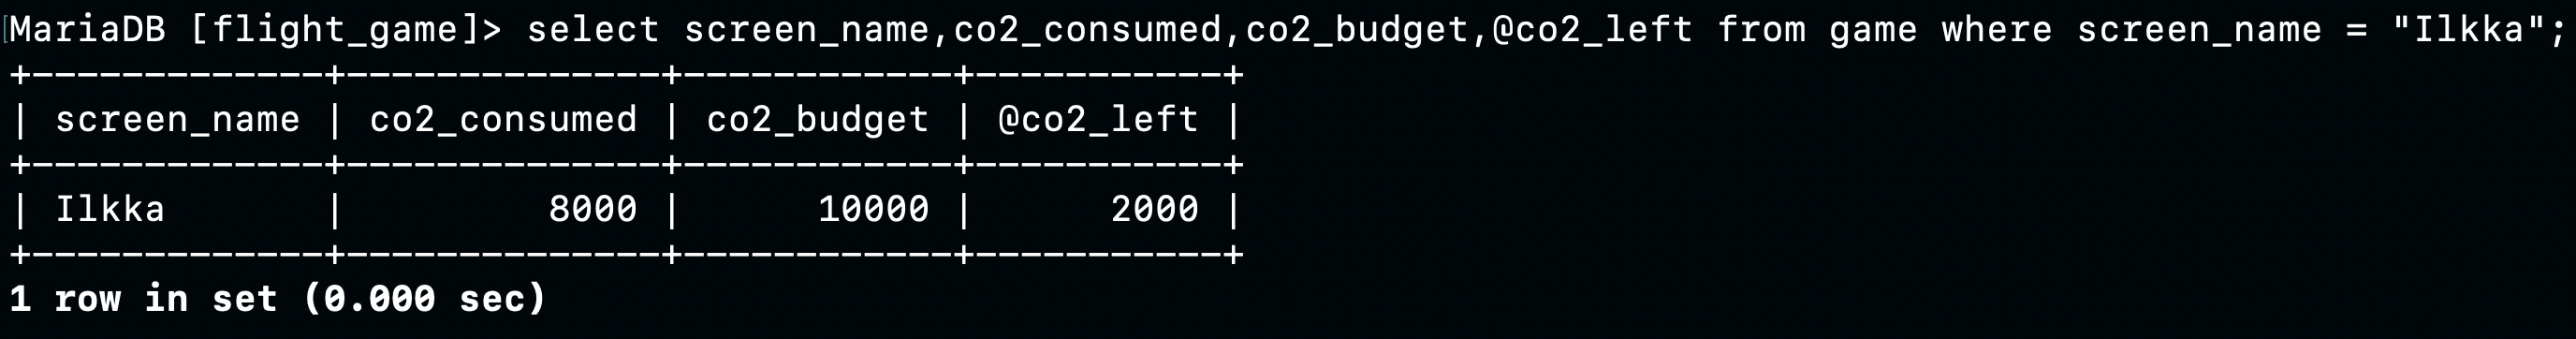 MariaDB [flight_game]> select screen_name,co2_consumed,co2_budget,@co2_left from game where screen_name = "Ilkka";
+-------------+--------------+------------+-----------+
| screen_name | co2_consumed | co2_budget | @co2_left |
+-------------+--------------+------------+-----------+
| Ilkka       |         8000 |      10000 |      2000 |
+-------------+--------------+------------+-----------+
1 row in set (0.000 sec)